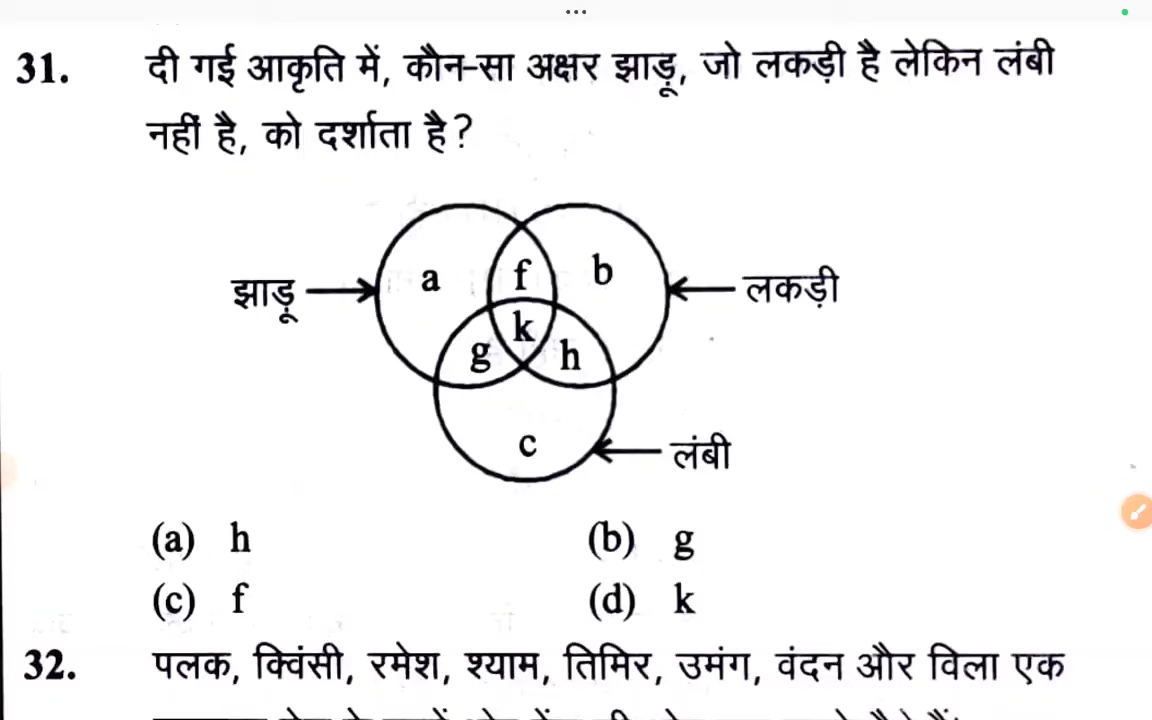 31. दी गई आकृति में, कौन-सा अक्षर झाड़ू, जो लकड़ी है लेकिन लंबी
नहीं है, को दर्शाता है?
a f b
झाड़ू लकड़ी
k
g h
c
लंबी
(a) h (b) g
(c) f (d) k
32. पलक, क्विंसी, रमेश, श्याम, तिमिर, उमंग, वंदन और विला एक